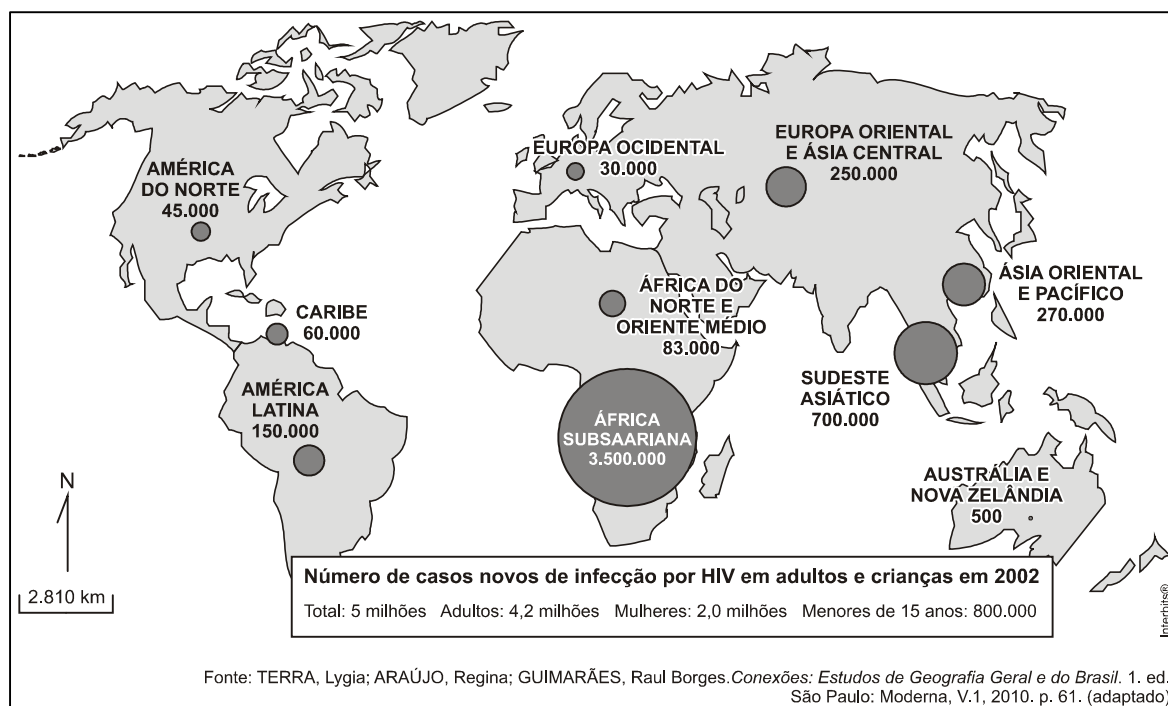 EUROPA OCIDENTAL
30.000
EUROPA ORIENTAL
E ÁSIA CENTRAL
250.000
AMÉRICA
DO NORTE
45.000
ÁSIA ORIENTAL
E PACÍFICO
270.000
ÁFRICA DO
NORTE E
ORIENTE MÉDIO
83.000
CARIBE
60.000
SUDESTE
ASIÁTICO
700.000
AMÉRICA
LATINA
150.000
ÁFRICA
SUBSAARIANA
3.500.000
AUSTRÁLIA E
NOVA ZELÂNDIA
500
N
2.810 km
Número de casos novos de infecção por HIV em adultos e crianças em 2002
Total: 5 milhões Adultos: 4,2 milhões Mulheres: 2,0 milhões Menores de 15 anos: 800.000
Interbits®
Fonte: TERRA, Lygia; ARAÚJO, Regina; GUIMARÃES, Raul Borges.Conexões: Estudos de Geografia Geral e do Brasil. 1. ed.
São Paulo: Moderna, V.1, 2010. p. 61. (adaptado)